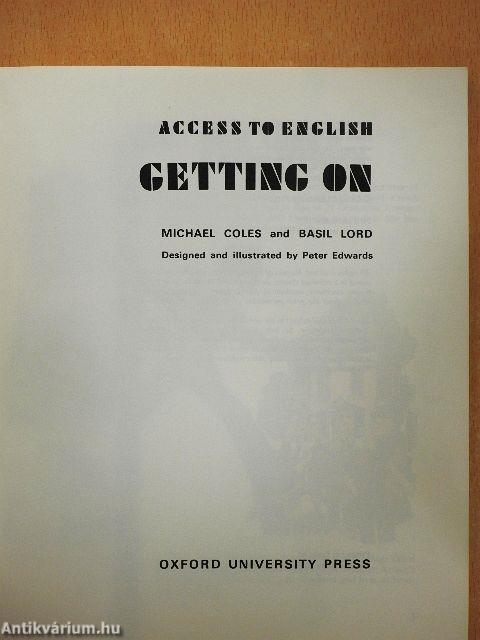 ACCESS TO ENGLISH
GETTING ON
MICHAEL COLES and BASIL LORD
Designed and illustrated by Peter Edwards
OXFORD UNIVERSITY PRESS
Antikvárium.hu